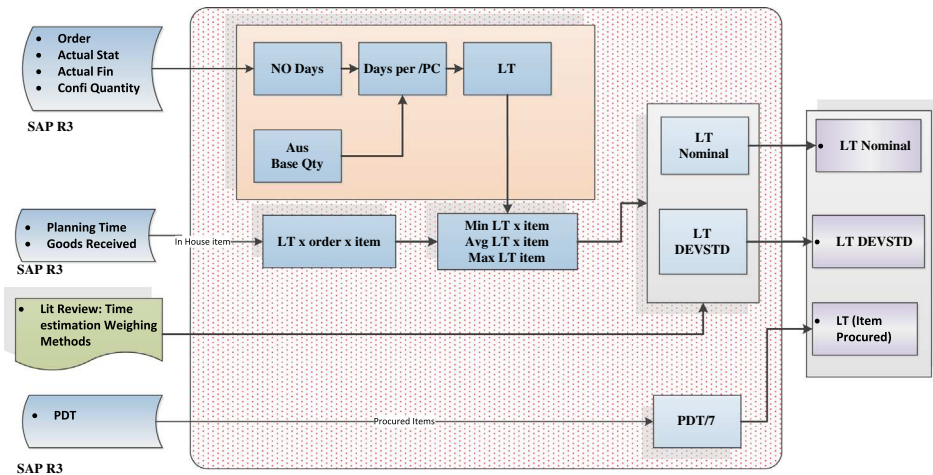 Order
Actual Stat
Actual Fin
Confi Quantity
SAP R3
NO Days
Days per /PC
LT
Aus
Base Qty
Planning Time
Goods Received
SAP R3
In House item
LT x order x item
Min LT x item
Avg LT x item
Max LT item
LT
Nominal
LT
DEVSTD
LT Nominal
LT DEVSTD
LT (Item
Procured)
Lit Review: Time
estimation Weighing
Methods
PDT
SAP R3
Procured Items
PDT/7